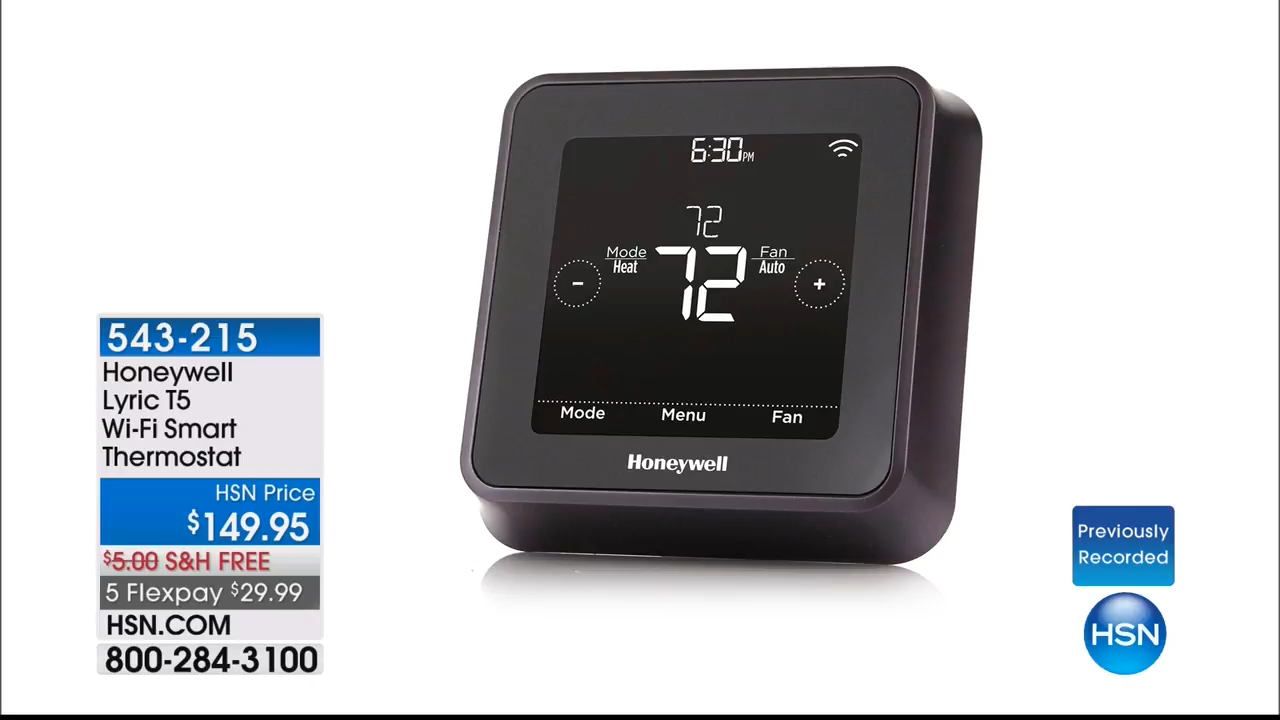 543-215
Honeywell
Lyric T5
Wi-Fi Smart
Thermostat
HSN Price
$149.95
$5.00 S&H FREE
5 Flexpay $29.99
HSN.COM
800-284-3100
6:30PM
72
Mode
Heat
72
Fan
Auto
-
+
Mode Menu Fan
Honeywell
Previously
Recorded
HSN